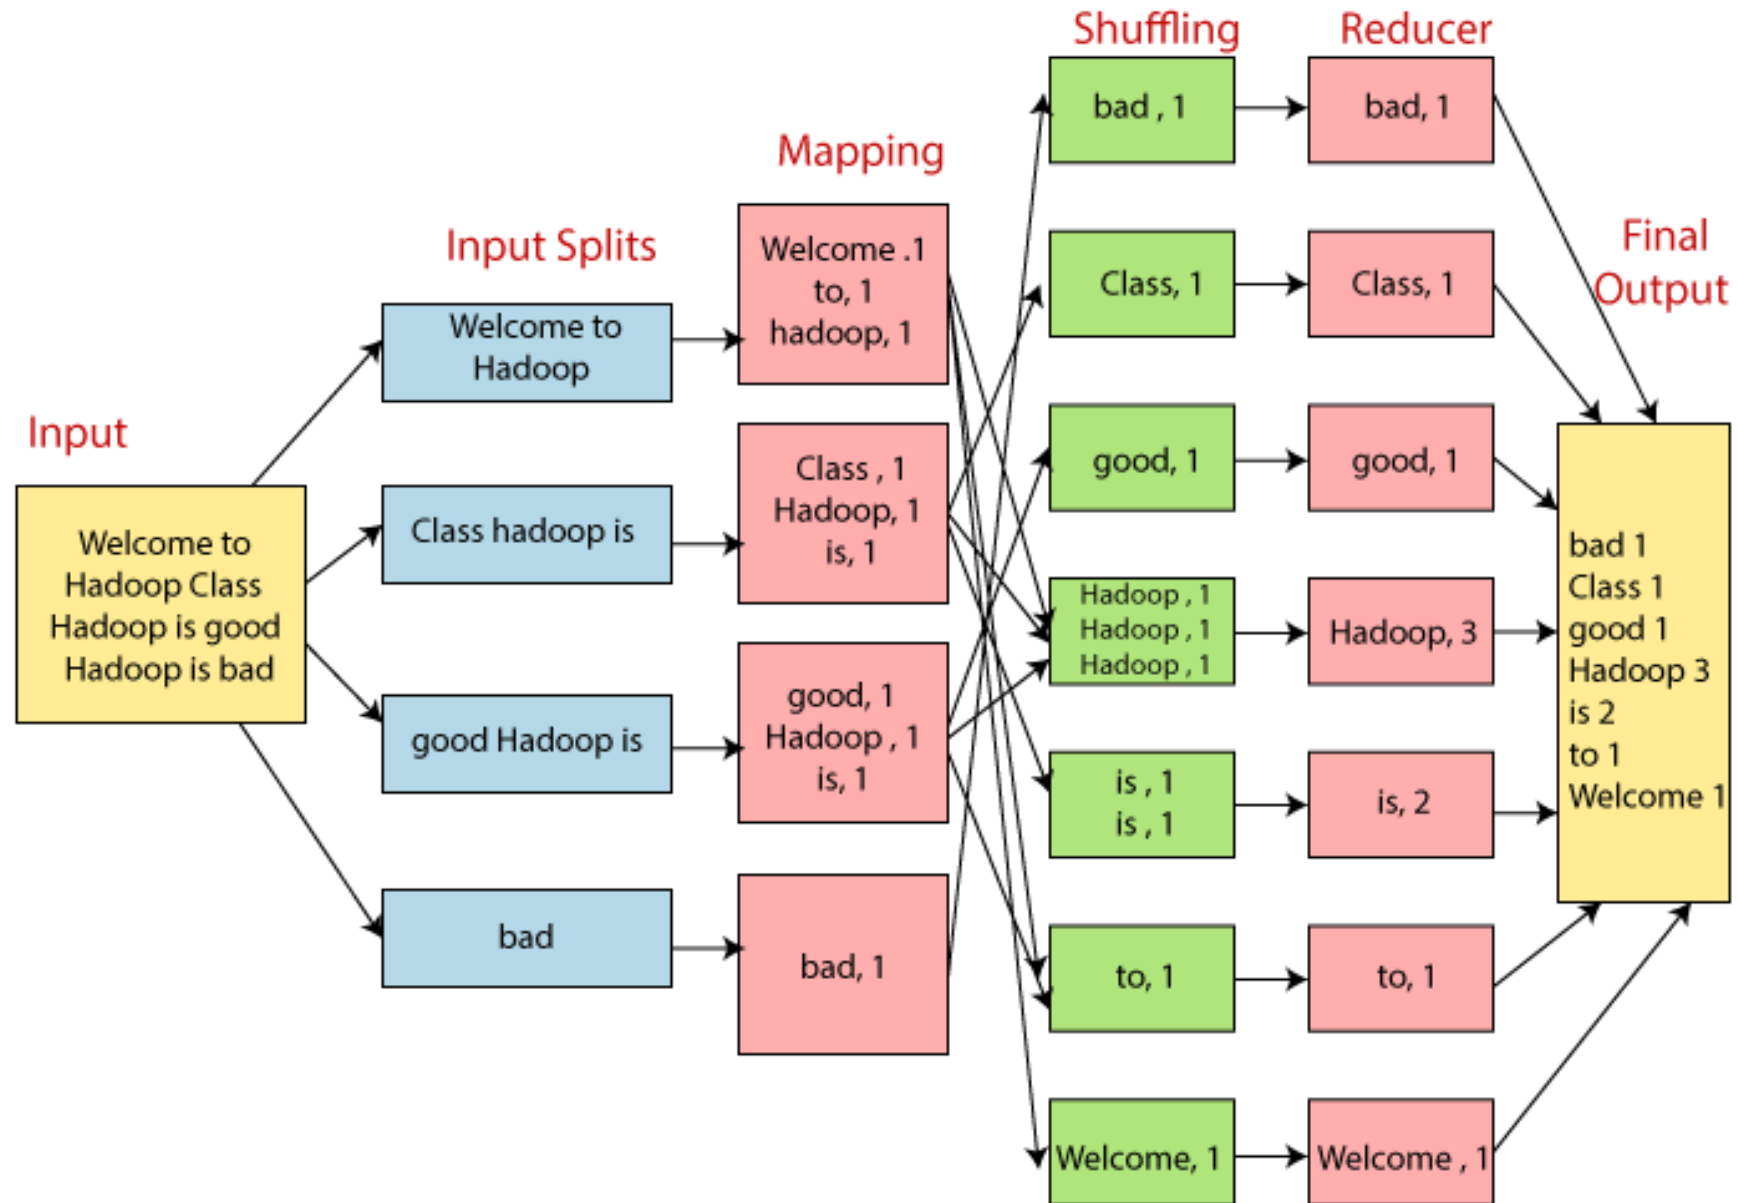 Input
Welcome to
Hadoop Class
Hadoop is good
Hadoop is bad
Input Splits
Welcome to
Hadoop
Class hadoop is
good Hadoop is
bad
Mapping
Welcome .1
to, 1
hadoop, 1
Class , 1
Hadoop, 1
is, 1
good, 1
Hadoop , 1
is, 1
bad, 1
Shuffling
bad , 1
Class, 1
good, 1
Hadoop , 1
Hadoop , 1
Hadoop , 1
is , 1
is , 1
to, 1
Welcome, 1
Reducer
bad, 1
Class, 1
good, 1
Hadoop, 3
is, 2
to, 1
Welcome , 1
Final
Output
bad 1
Class 1
good 1
Hadoop 3
is 2
to 1
Welcome 1